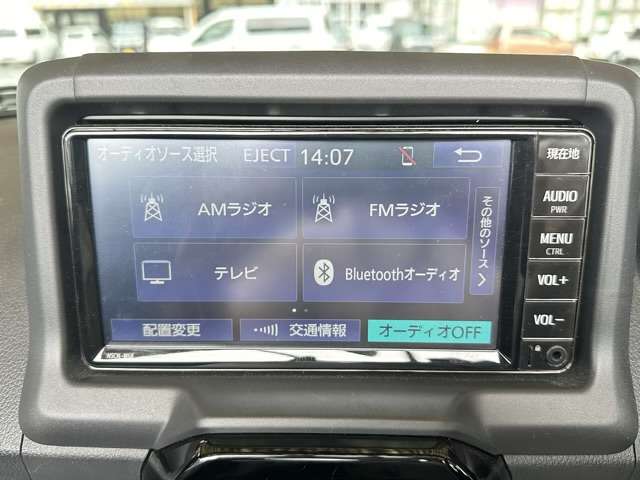 オーディオソース選択 EJECT 14:07
AMラジオ FMラジオ
その他のソース
テレビ Bluetoothオーディオ
配置変更 交通情報 オーディオOFF
現在地
AUDIO
PWR
MENU
CTRL
VOL+
VOL−